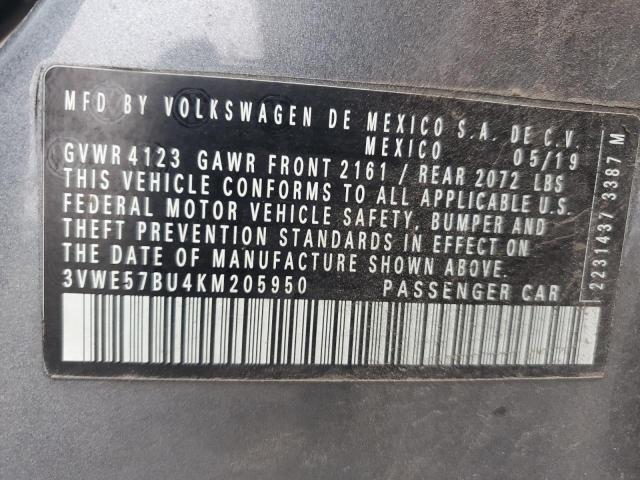 MFD BY VOLKSWAGEN DE MEXICO S.A. DE C.V.
MEXICO 05/19
GVWR 4123 GAWR FRONT 2161 / REAR 2072 LBS
THIS VEHICLE CONFORMS TO ALL APPLICABLE U.S.
FEDERAL MOTOR VEHICLE SAFETY, BUMPER AND
THEFT PREVENTION STANDARDS IN EFFECT ON
THE DATE OF MANUFACTURE SHOWN ABOVE.
3VWE57BU4KM205950 PASSENGER CAR
2231437 3387 M